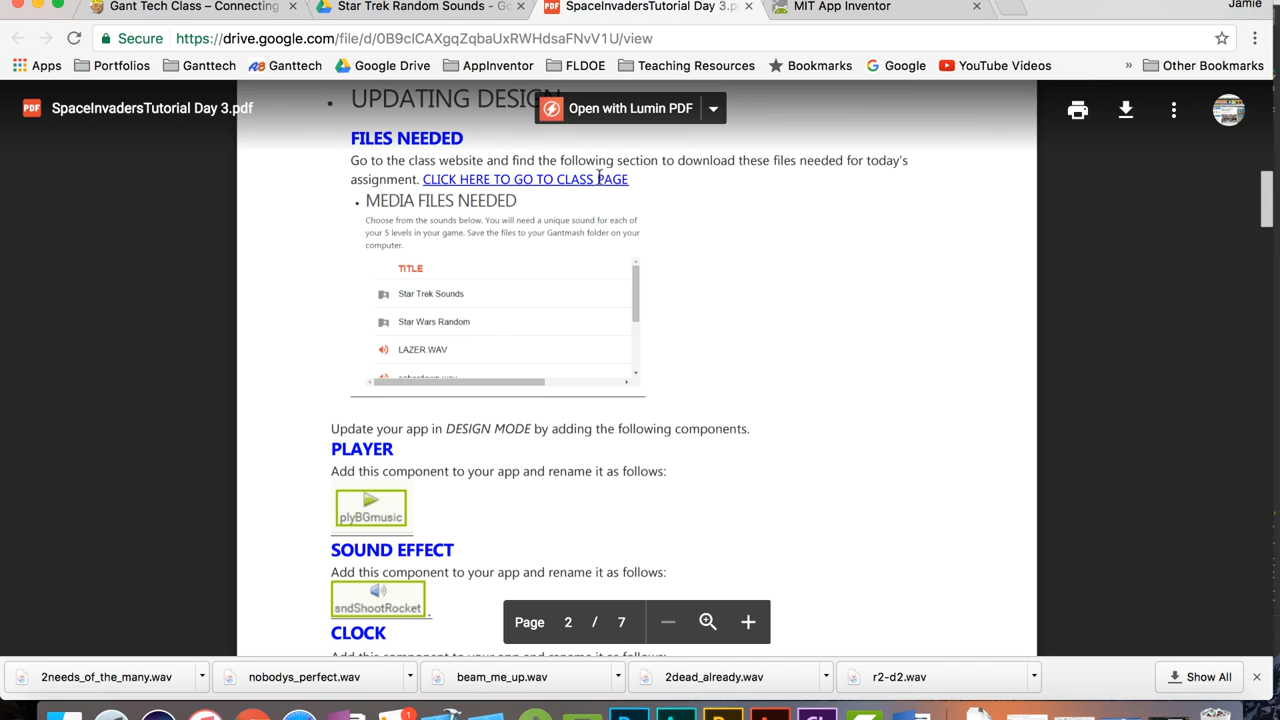 Gant Tech Class – Connecting × Star Trek Random Sounds - Go × SpaceInvadersTutorial Day 3.p × MIT App Inventor × Jamie
Secure https://drive.google.com/file/d/0B9cICAXgqZqbaUxRWHdsaFNvV1U/view
Apps Portfolios Ganttech Ganttech Google Drive AppInventor FLDOE Teaching Resources Bookmarks Google YouTube Videos » Other Bookmarks
PDF SpaceInvadersTutorial Day 3.pdf
• UPDATING DESIGN
Open with Lumin PDF
FILES NEEDED
Go to the class website and find the following section to download these files needed for today's
assignment. CLICK HERE TO GO TO CLASS PAGE
• MEDIA FILES NEEDED
Choose from the sounds below. You will need a unique sound for each of
your 5 levels in your game. Save the files to your Gantmash folder on your
computer.
TITLE
Star Trek Sounds
Star Wars Random
LAZER WAV
Update your app in DESIGN MODE by adding the following components.
PLAYER
Add this component to your app and rename it as follows:
plyBGmusic
SOUND EFFECT
Add this component to your app and rename it as follows:
sndShootRocket .
Page 2 / 7
CLOCK
2needs_of_the_many.wav nobodys_perfect.wav beam_me_up.wav 2dead_already.wav r2-d2.wav Show All ×